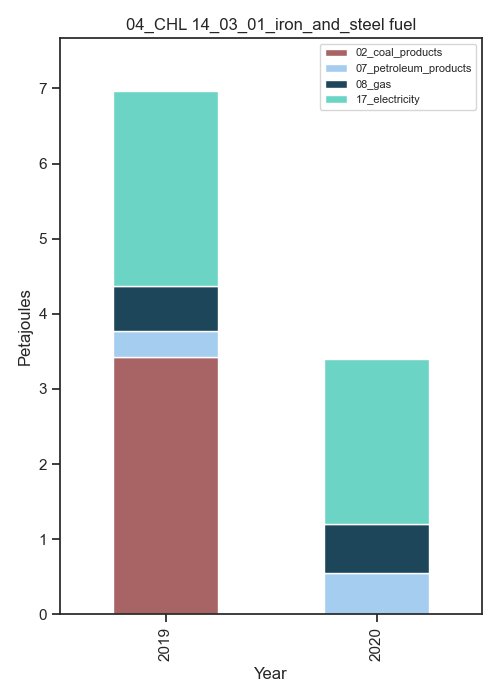 04_CHL 14_03_01_iron_and_steel fuel
02_coal_products
07_petroleum_products
08_gas
17_electricity
Petajoules
7
6
5
4
3
2
1
0
2019
2020
Year